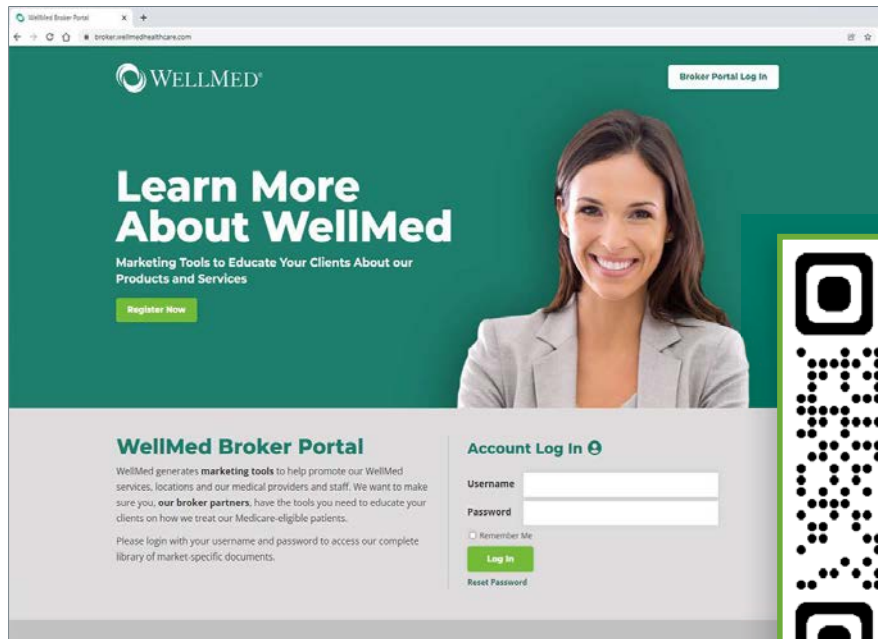 WellMed Broker Portal
broker.wellmedhealthcare.com
WELLMED®
Broker Portal Log In
Learn More
About WellMed
Marketing Tools to Educate Your Clients About our
Products and Services
Register Now
WellMed Broker Portal
WellMed generates marketing tools to help promote our WellMed
services, locations and our medical providers and staff. We want to make
sure you, our broker partners, have the tools you need to educate your
clients on how we treat our Medicare-eligible patients.
Please login with your username and password to access our complete
library of market-specific documents.
Account Log In
Username
Password
Remember Me
Log In
Reset Password